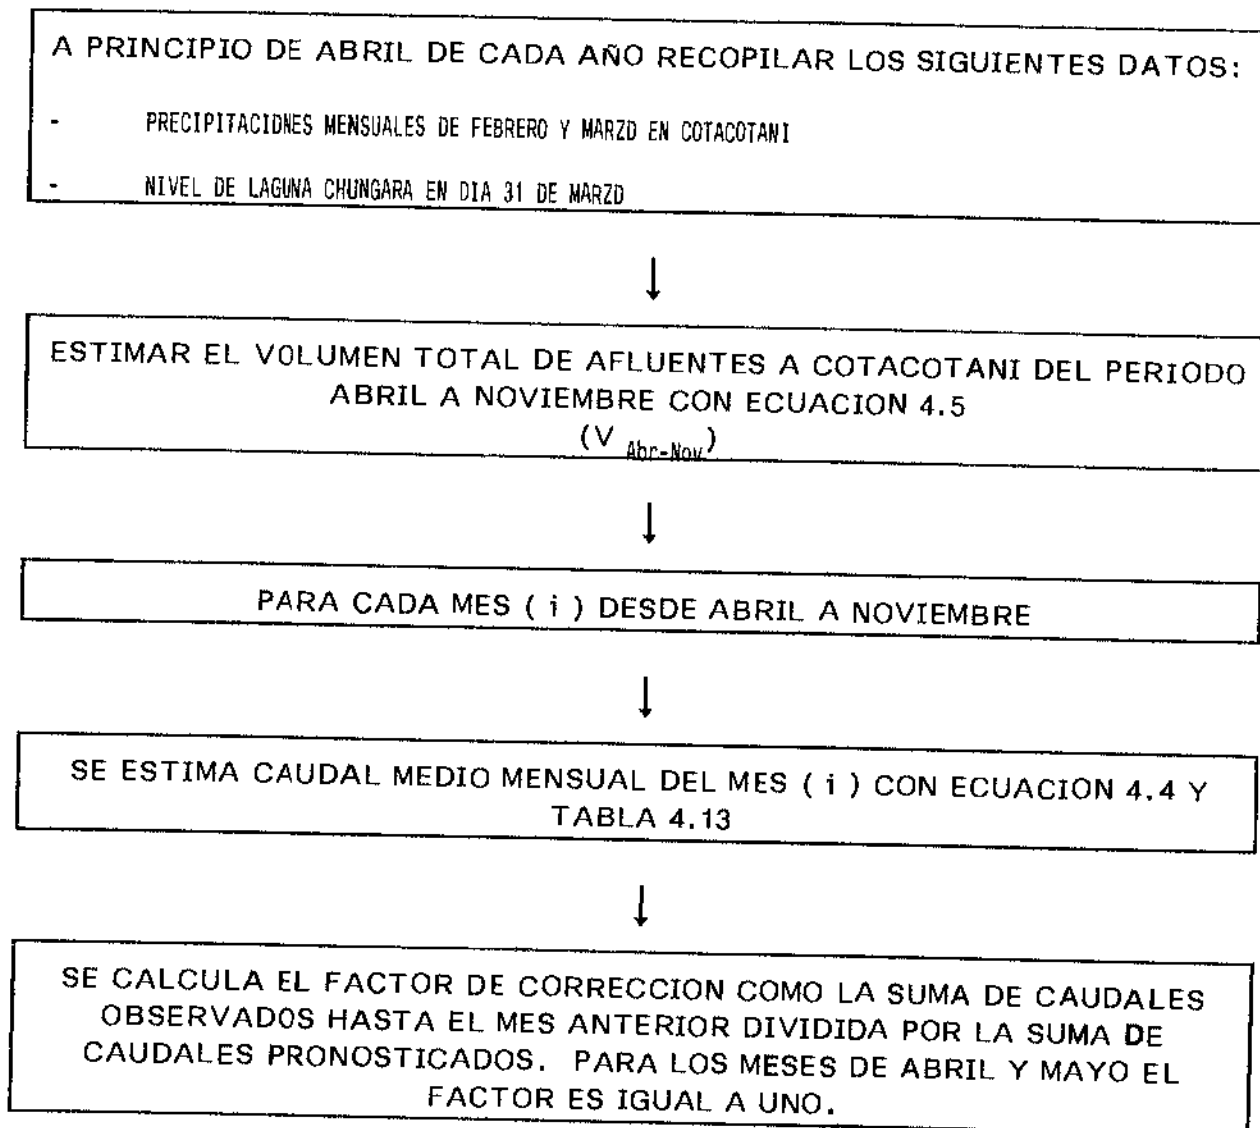 A PRINCIPIO DE ABRIL DE CADA AÑO RECOPILAR LOS SIGUIENTES DATOS:
- PRECIPITACIDNES MENSUALES DE FEBRERO Y MARZD EN COTACOTANI
- NIVEL DE LAGUNA CHUNGARA EN DIA 31 DE MARZD
↓
ESTIMAR EL VOLUMEN TOTAL DE AFLUENTES A COTACOTANI DEL PERIODO
ABRIL A NOVIEMBRE CON ECUACION 4.5
(V Abr-Nov)
↓
PARA CADA MES ( i ) DESDE ABRIL A NOVIEMBRE
↓
SE ESTIMA CAUDAL MEDIO MENSUAL DEL MES ( i ) CON ECUACION 4.4 Y
TABLA 4.13
↓
SE CALCULA EL FACTOR DE CORRECCION COMO LA SUMA DE CAUDALES
OBSERVADOS HASTA EL MES ANTERIOR DIVIDIDA POR LA SUMA DE
CAUDALES PRONOSTICADOS. PARA LOS MESES DE ABRIL Y MAYO EL
FACTOR ES IGUAL A UNO.